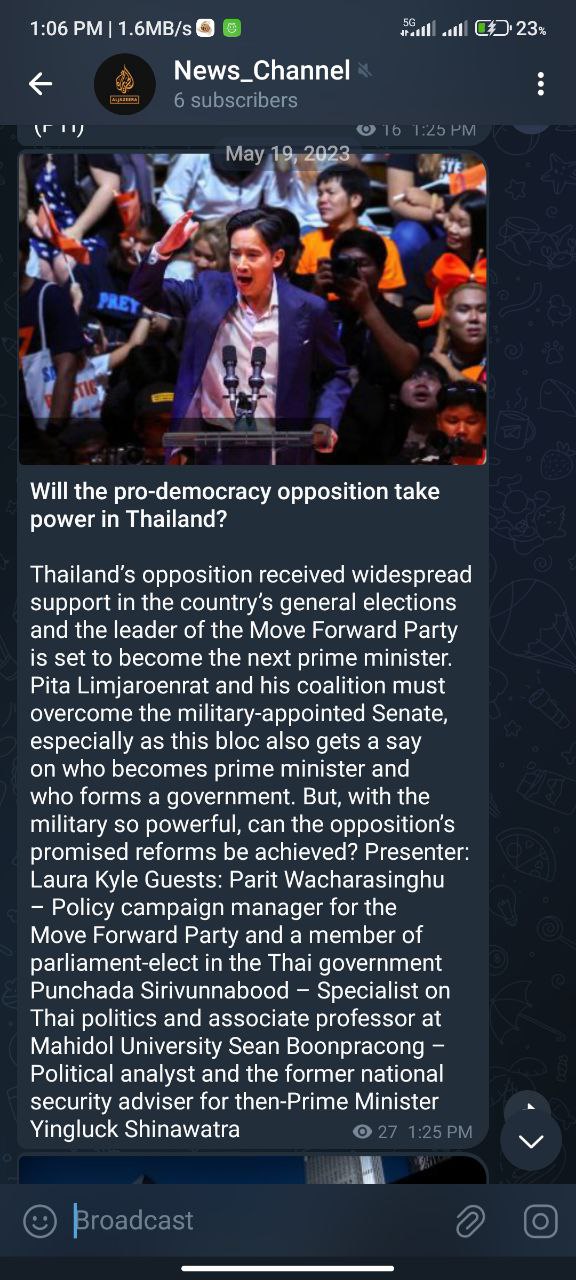 1:06 PM | 1.6MB/s
5G
23%
News_Channel
6 subscribers
ALJAZEERA
16 1:25 PM
May 19, 2023
PREY
Will the pro-democracy opposition take
power in Thailand?
Thailand's opposition received widespread
support in the country's general elections
and the leader of the Move Forward Party
is set to become the next prime minister.
Pita Limjaroenrat and his coalition must
overcome the military-appointed Senate,
especially as this bloc also gets a say
on who becomes prime minister and
who forms a government. But, with the
military so powerful, can the opposition's
promised reforms be achieved? Presenter:
Laura Kyle Guests: Parit Wacharasinghu
– Policy campaign manager for the
Move Forward Party and a member of
parliament-elect in the Thai government
Punchada Sirivunnabood – Specialist on
Thai politics and associate professor at
Mahidol University Sean Boonpracong –
Political analyst and the former national
security adviser for then-Prime Minister
Yingluck Shinawatra
27 1:25 PM
Broadcast